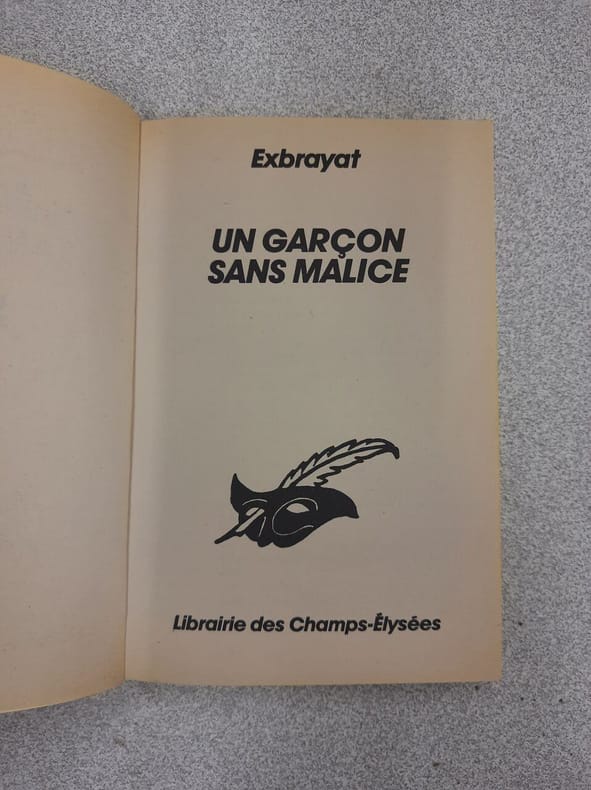 Exbrayat
UN GARÇON
SANS MALICE
Librairie des Champs-Élysées